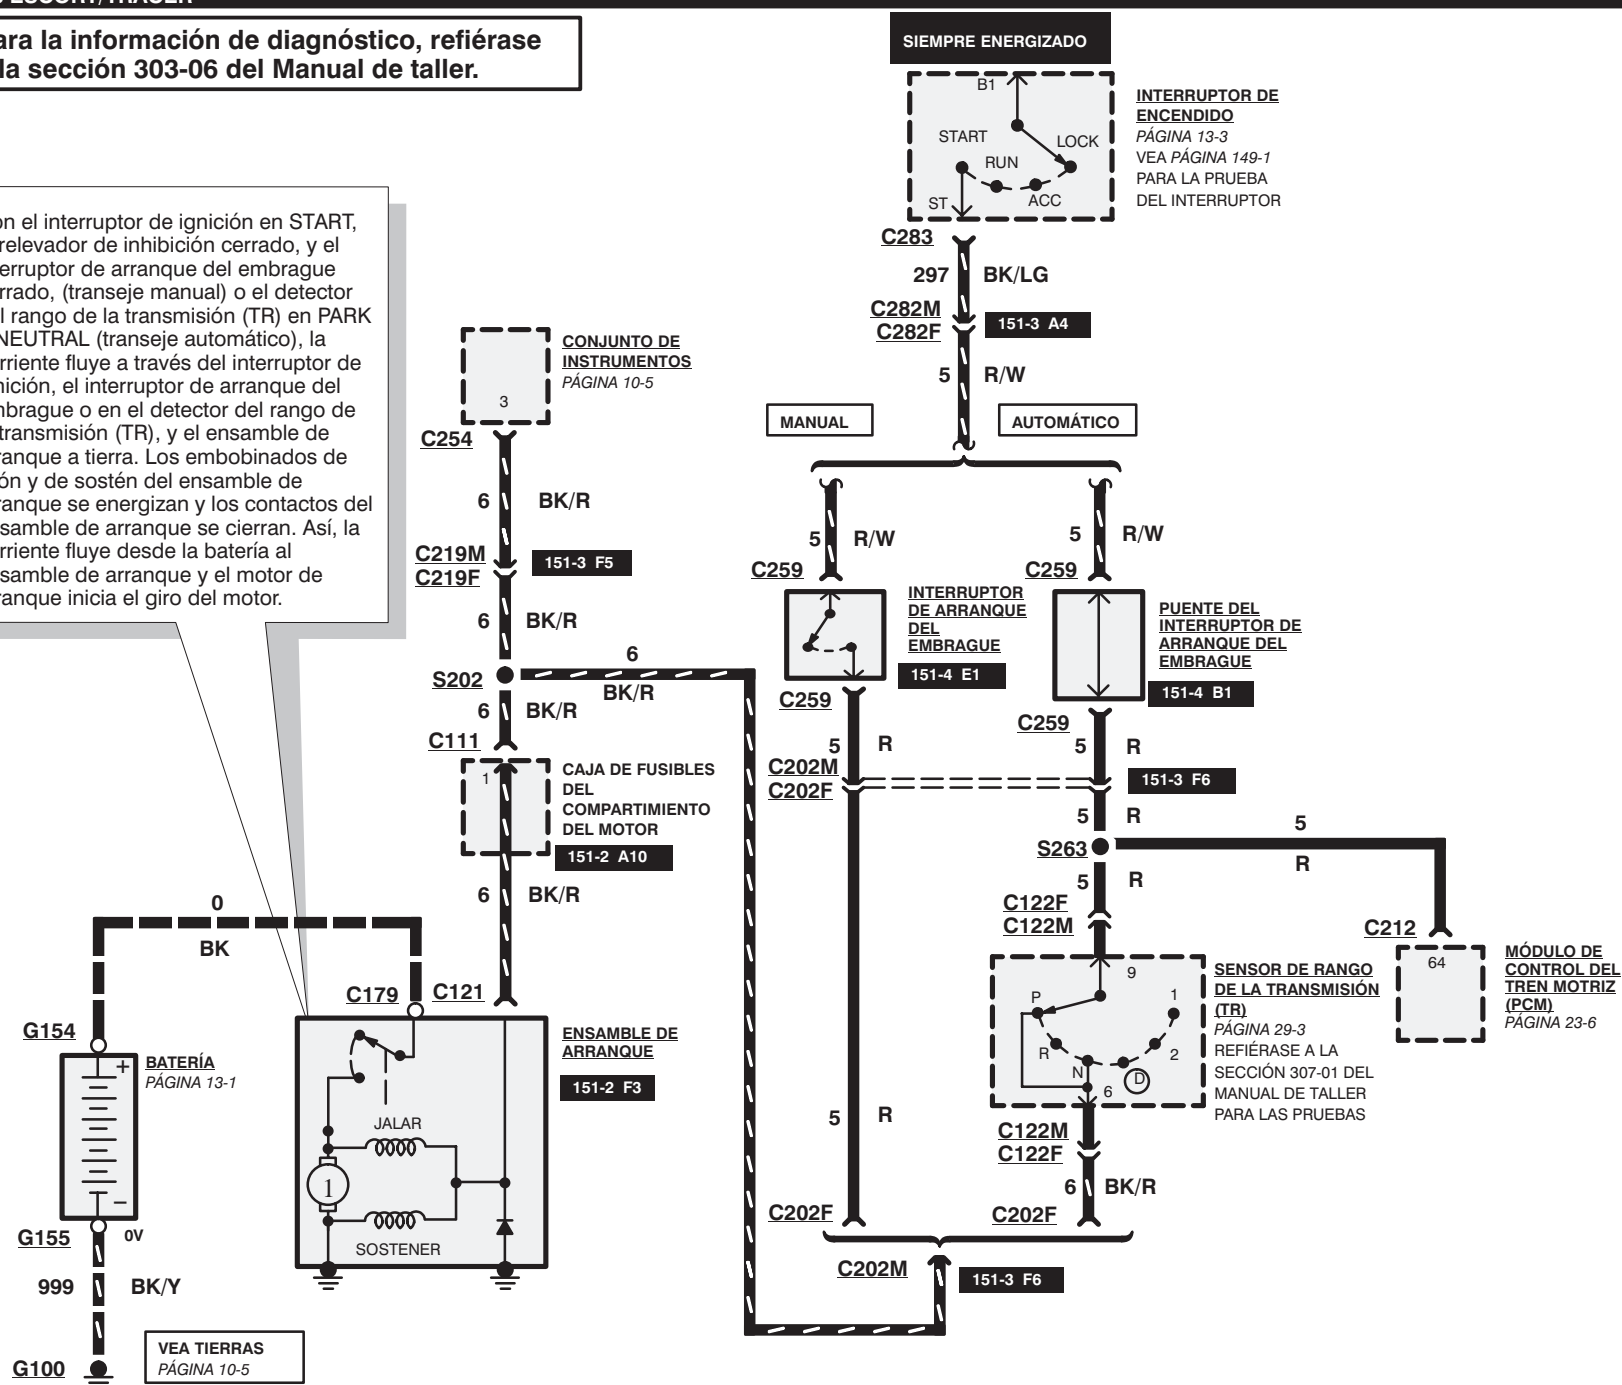 ara la información de diagnóstico, refiérase
la sección 303-06 del Manual de taller.
on el interruptor de ignición en START,
relevador de inhibición cerrado, y el
erruptor de arranque del embrague
rrado, (transeje manual) o el detector
l rango de la transmisión (TR) en PARK
NEUTRAL (transeje automático), la
rriente fluye a través del interruptor de
nición, el interruptor de arranque del
nbrague o en el detector del rango de
transmisión (TR), y el ensamble de
ranque a tierra. Los embobinados de
ón y de sostén del ensamble de
ranque se energizan y los contactos del
samble de arranque se cierran. Así, la
rriente fluye desde la batería al
samble de arranque y el motor de
ranque inicia el giro del motor.
SIEMPRE ENERGIZADO
B1
START
LOCK
RUN
ACC
ST
INTERRUPTOR DE
ENCENDIDO
PÁGINA 13-3
VEA PÁGINA 149-1
PARA LA PRUEBA
DEL INTERRUPTOR
C283
297 BK/LG
C282M
C282F
151-3 A4
5 R/W
MANUAL
AUTOMÁTICO
CONJUNTO DE
INSTRUMENTOS
PÁGINA 10-5
3
C254
6 BK/R
C219M
C219F
151-3 F5
6 BK/R
S202
6
BK/R
6 BK/R
C111
1
CAJA DE FUSIBLES
DEL
COMPARTIMIENTO
DEL MOTOR
151-2 A10
6 BK/R
5 R/W
C259
INTERRUPTOR
DE ARRANQUE
DEL
EMBRAGUE
151-4 E1
C259
5 R
C202M
C202F
5 R/W
C259
PUENTE DEL
INTERRUPTOR DE
ARRANQUE DEL
EMBRAGUE
151-4 B1
C259
5 R
151-3 F6
5 R
S263
5
R
5 R
C122F
C122M
C212
64
MÓDULO DE
CONTROL DEL
TREN MOTRIZ
(PCM)
PÁGINA 23-6
9
P
1
R
2
N
D
6
SENSOR DE RANGO
DE LA TRANSMISIÓN
(TR)
PÁGINA 29-3
REFIÉRASE A LA
SECCIÓN 307-01 DEL
MANUAL DE TALLER
PARA LAS PRUEBAS
C122M
C122F
6 BK/R
5 R
C202F
C202F
C202M
151-3 F6
0
BK
C179
C121
G154
+
BATERÍA
PÁGINA 13-1
–
G155
0V
999 BK/Y
G100
VEA TIERRAS
PÁGINA 10-5
ENSAMBLE DE
ARRANQUE
151-2 F3
JALAR
1
SOSTENER